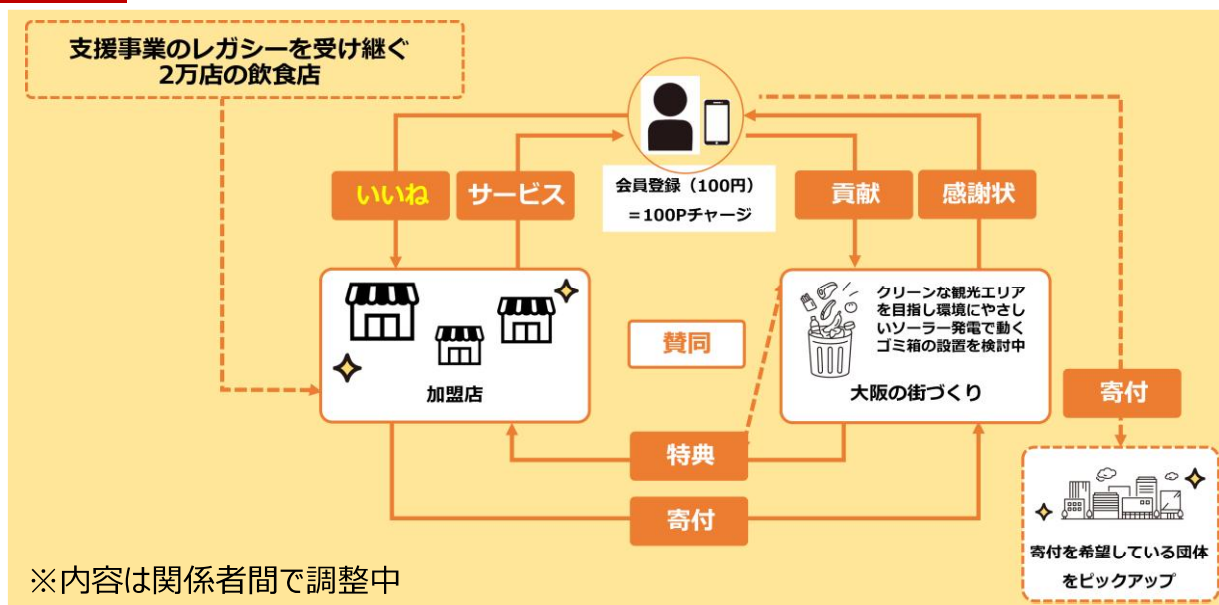 支援事業のレガシーを受け継ぐ
2万店の飲食店
いいね
サービス
会員登録（100円）
＝100Pチャージ
貢献
感謝状
加盟店
賛同
クリーンな観光エリア
を目指し環境にやさし
いソーラー発電で動く
ゴミ箱の設置を検討中
大阪の街づくり
寄付
特典
寄付
寄付を希望している団体
をピックアップ
※内容は関係者間で調整中